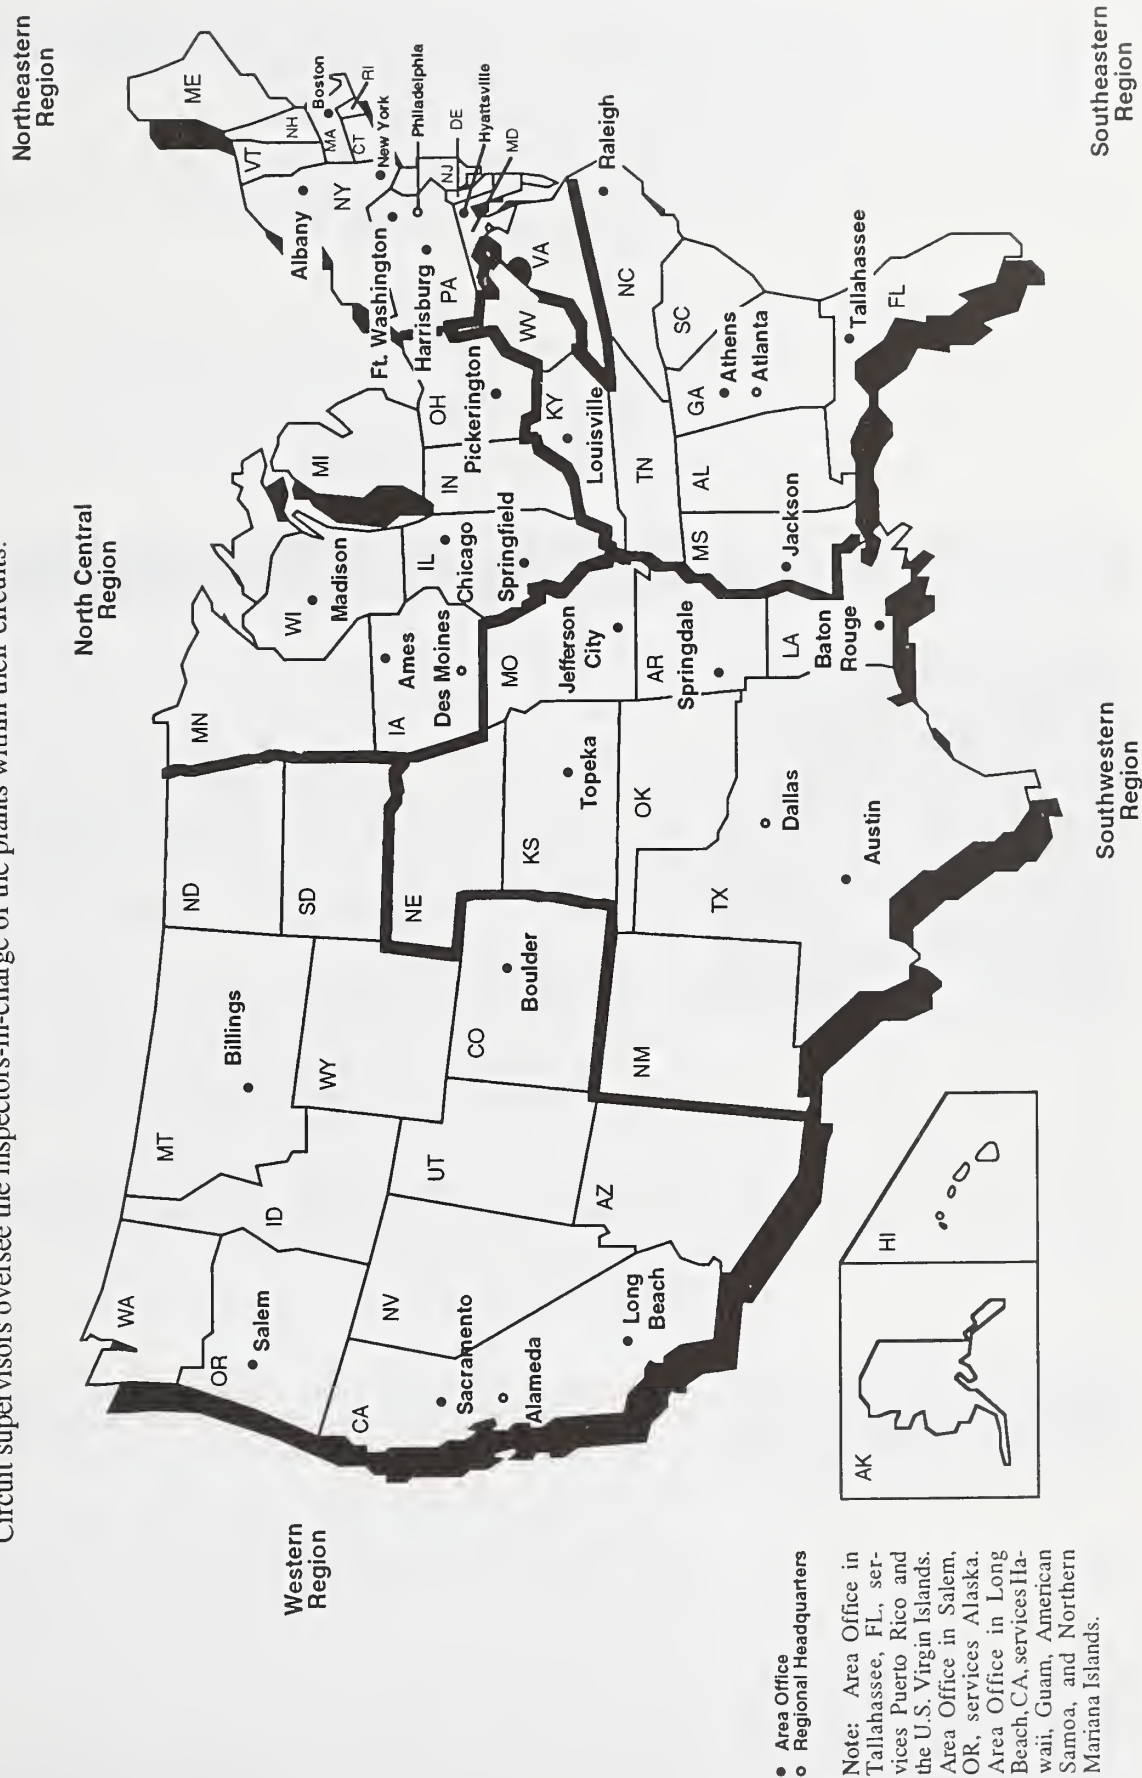 Circuit supervisors oversee the inspectors-in-charge of the plants within their circuits.
Western
Region
North Central
Region
Northeastern
Region
WA
OR
Salem
CA
Sacramento
Alameda
Long
Beach
NV
ID
MT
Billings
WY
UT
AZ
CO
Boulder
NM
ND
SD
NE
KS
Topeka
OK
TX
Dallas
Austin
MN
IA
Ames
Des Moines
MO
Jefferson
City
AR
Springdale
LA
Baton
Rouge
WI
Madison
IL
Chicago
Springfield
MI
IN
OH
Pickerington
KY
Louisville
TN
MS
Jackson
AL
GA
Athens
Atlanta
SC
NC
Raleigh
FL
Tallahassee
WV
VA
PA
Harrisburg
Ft. Washington
NY
Albany
VT
NH
ME
MA
Boston
CT
RI
New York
NJ
Philadelphia
DE
Hyattsville
MD
AK
HI
Southwestern
Region
Southeastern
Region
● Area Office
○ Regional Headquarters
Note: Area Office in
Tallahassee, FL, ser-
vices Puerto Rico and
the U.S. Virgin Islands.
Area Office in Salem,
OR, services Alaska.
Area Office in Long
Beach, CA, services Ha-
waii, Guam, American
Samoa, and Northern
Mariana Islands.